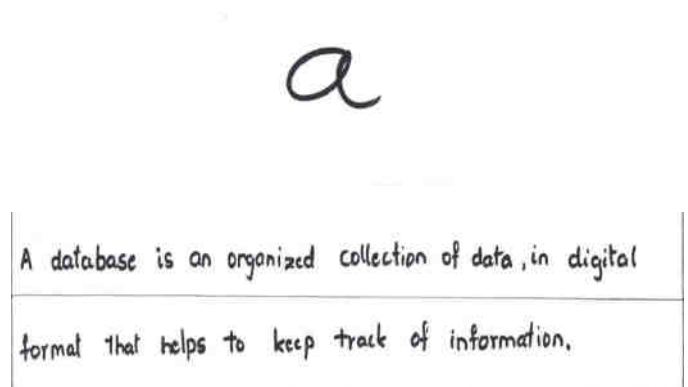 a
A database is an organized collection of data, in digital
format that helps to keep track of information.